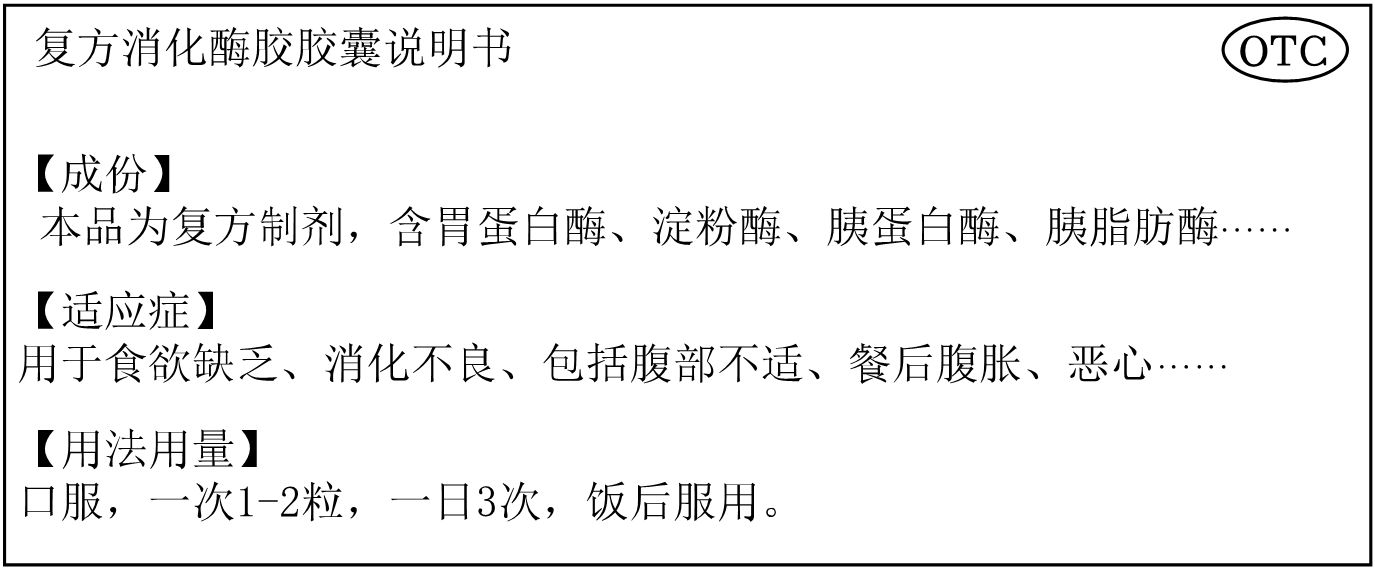 复方消化酶胶胶囊说明书
OTC
【成份】
本品为复方制剂，含胃蛋白酶、淀粉酶、胰蛋白酶、胰脂肪酶……
【适应症】
用于食欲缺乏、消化不良、包括腹部不适、餐后腹胀、恶心……
【用法用量】
口服，一次1-2粒，一日3次，饭后服用。